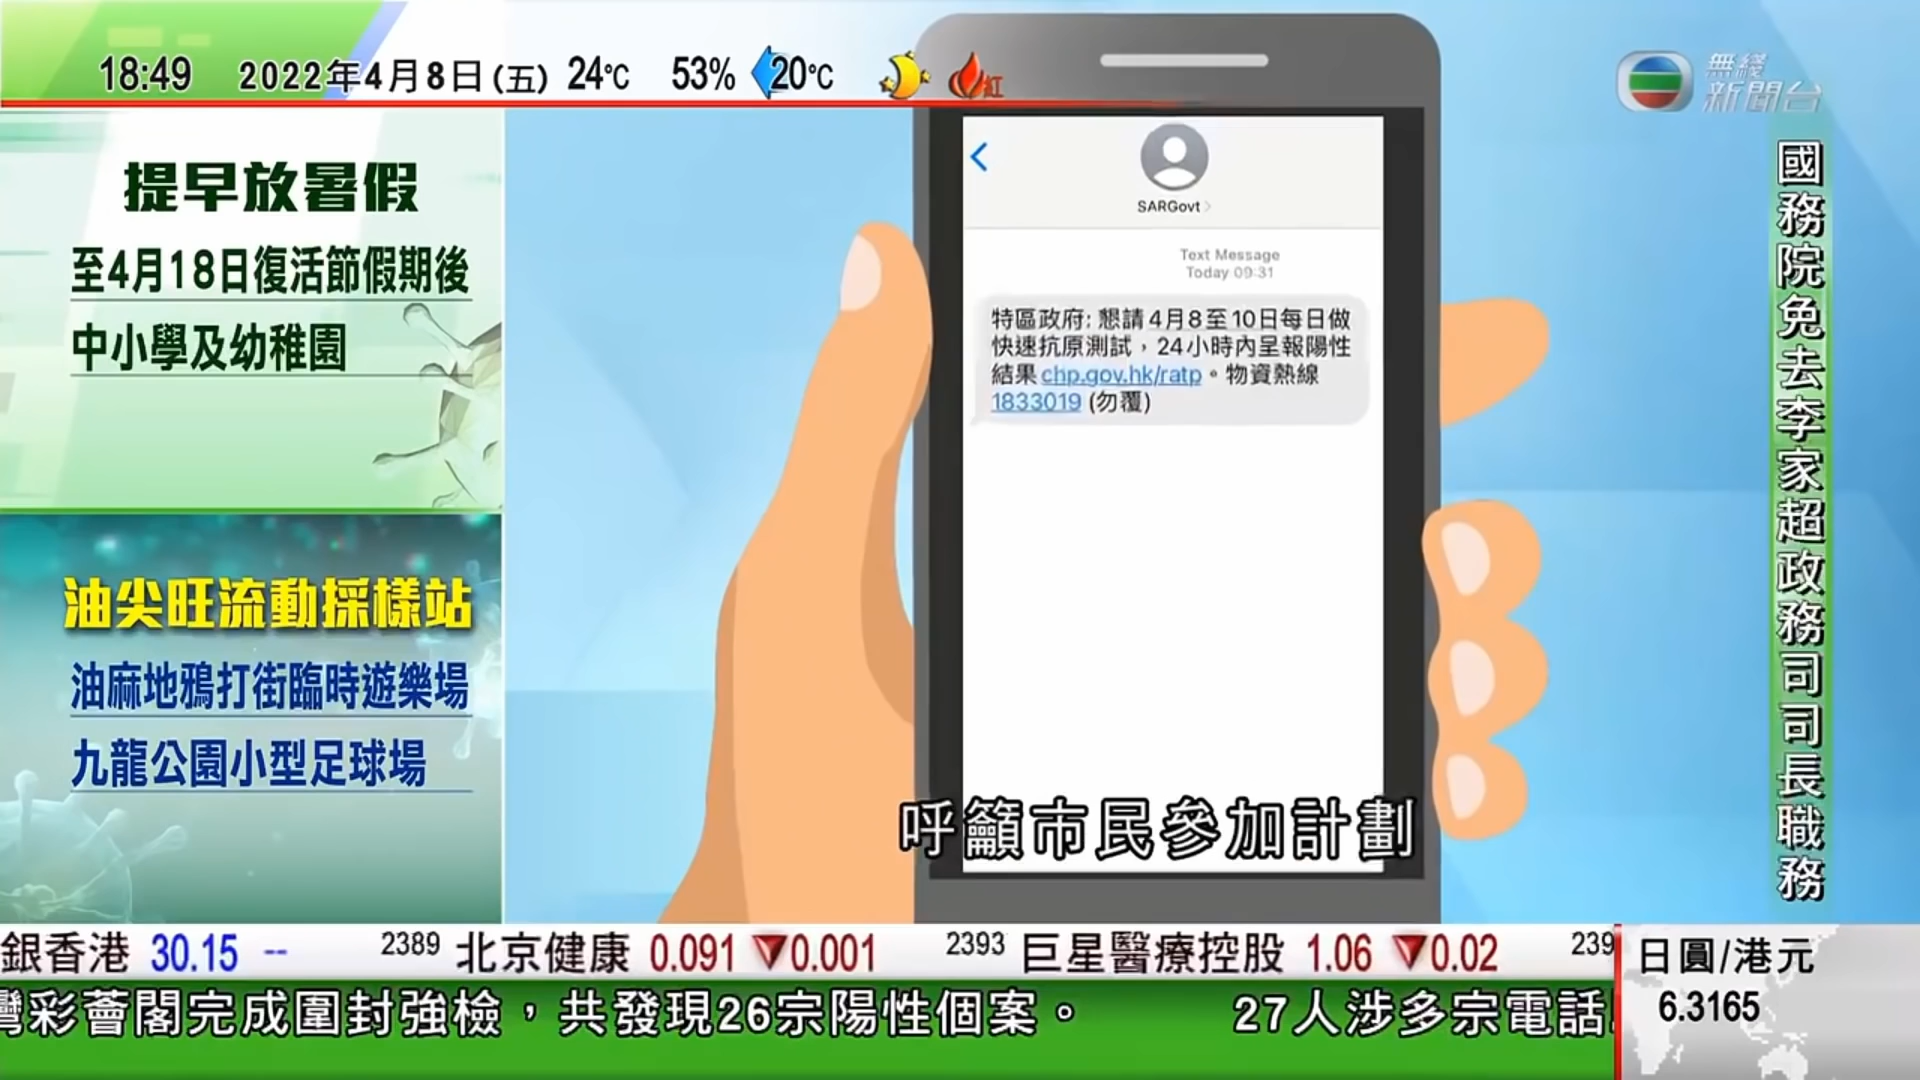 18:49 2022年4月8日(五) 24℃ 53% 20℃ 紅
無綫
新聞台
提早放暑假
至4月18日復活節假期後
中小學及幼稚園
油尖旺流動採樣站
油麻地鴉打街臨時遊樂場
九龍公園小型足球場
SARGovt
Text Message
Today 09:31
特區政府: 懇請4月8至10日每日做
快速抗原測試，24小時內呈報陽性
結果chp.gov.hk/ratp。物資熱線
1833019 (勿覆)
呼籲市民參加計劃
國務院免去李家超政務司司長職務
銀香港 30.15 -- 2389 北京健康 0.091 ▼0.001 2393 巨星醫療控股 1.06 ▼0.02 239
灣彩薈閣完成圍封強檢，共發現26宗陽性個案。 27人涉多宗電話
日圓/港元
6.3165